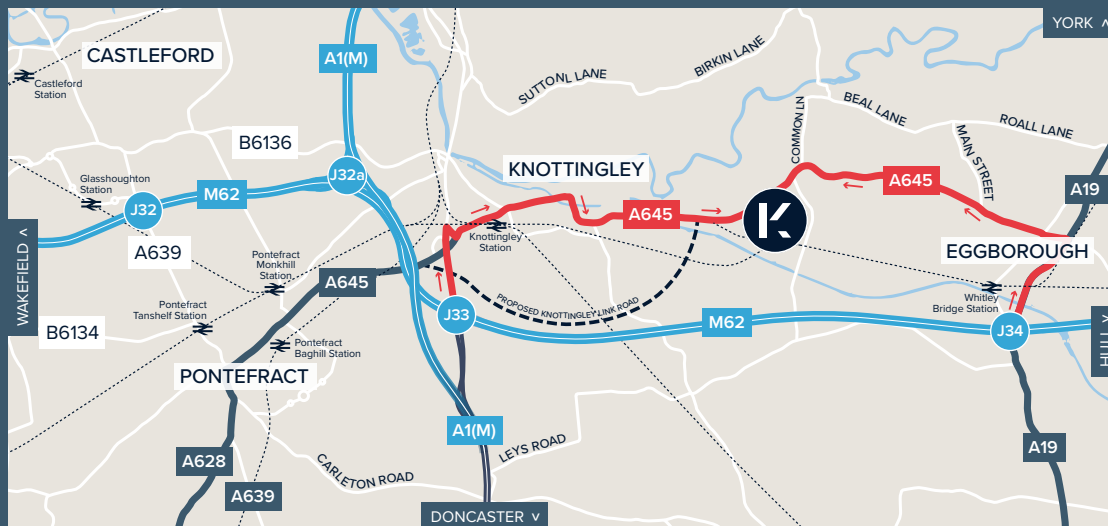 YORK ^
CASTLEFORD
A1(M)
Castleford
Station
SUTTONL LANE
BIRKIN LANE
COMMON LN
BEAL LANE
ROALL LANE
MAIN STREET
B6136
KNOTTINGLEY
J32a
Glasshoughton
Station
M62
J32
A645
A645
A19
K
WAKEFIELD ^
A639
Knottingley
Station
EGGBOROUGH
Pontefract
Monkhill
Station
A645
Whitley
Bridge Station
PROPOSED KNOTTINGLEY LINK ROAD
Pontefract
Tanshelf Station
J33
M62
J34
B6134
Pontefract
Baghill Station
PONTEFRACT
A1(M)
LEYS ROAD
A19
A628
CARLETON ROAD
A639
DONCASTER v